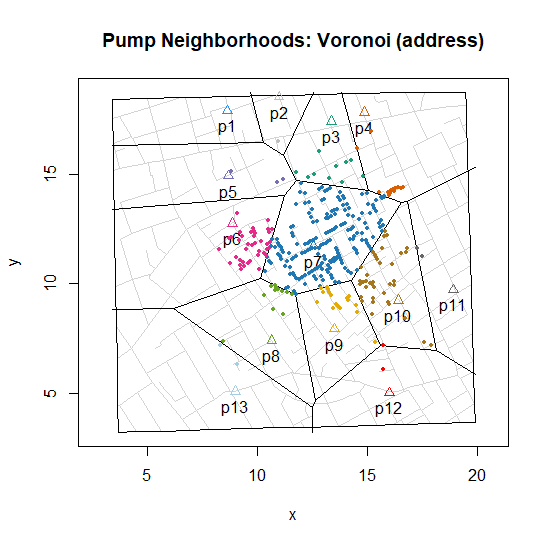 Pump Neighborhoods: Voronoi (address)
p1
p2
p3
p4
p5
p6
p7
p8
p9
p10
p11
p12
p13
y
15
10
5
5
10
15
20
x